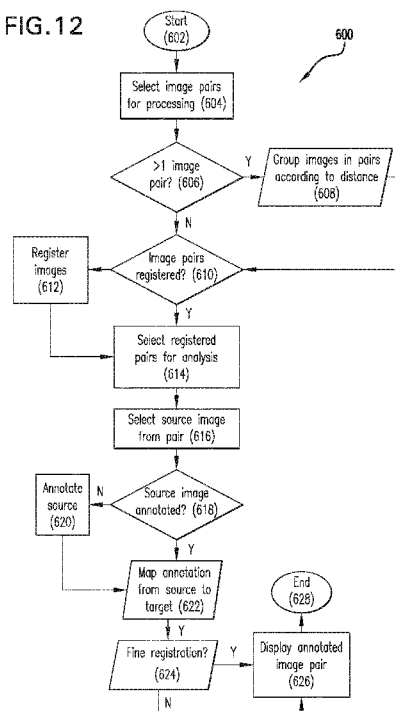 FIG.12
Start
(602)
600
Select image pairs
for processing (604)
>1 image
pair? (606)
Y
Group images in pairs
according to distance
(608)
N
Register
images
(612)
Image pairs
registered? (610)
Y
Select registered
pairs for analysis
(614)
Select source image
from pair (616)
Annotate
source
(620)
N
Source image
annotated? (618)
Y
Map annotation
from source to
target (622)
End
(628)
Y
Fine registration?
(624)
Y
Display annotated
image pair
(626)
N